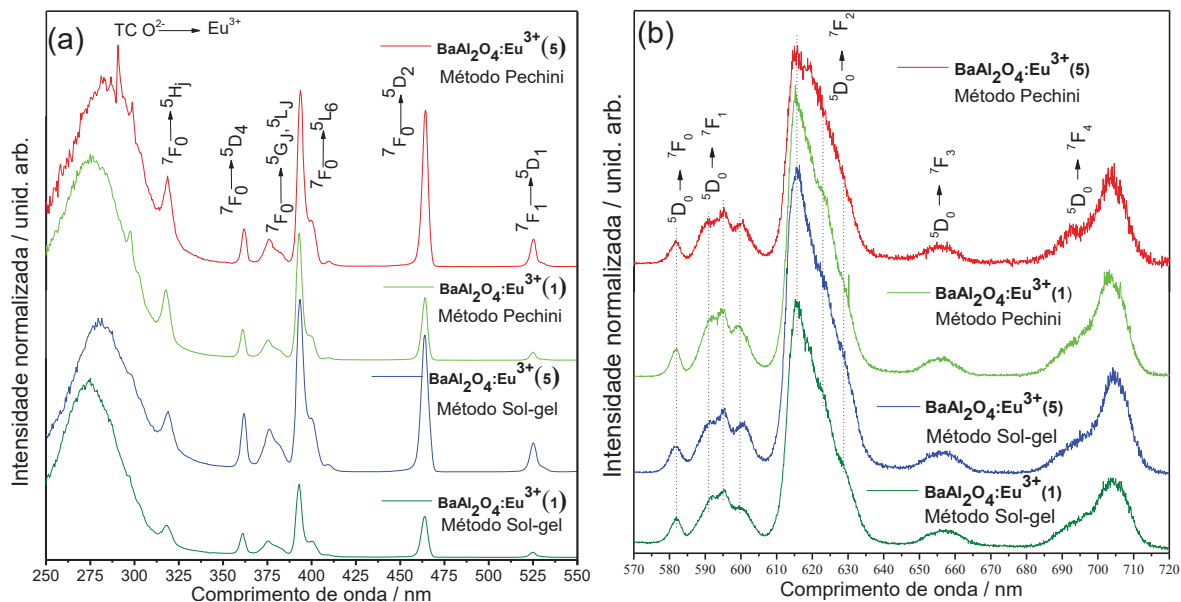 (a)
TC O²⁻ → Eu³⁺
BaAl₂O₄:Eu³⁺(5)
Método Pechini
⁷F₀→⁵Hⱼ
⁷F₀→⁵D₄
⁷F₀→⁵G_J, ⁵L_J
⁷F₀→⁵L₆
⁷F₀→⁵D₂
⁷F₁→⁵D₁
BaAl₂O₄:Eu³⁺(1)
Método Pechini
BaAl₂O₄:Eu³⁺(5)
Método Sol-gel
BaAl₂O₄:Eu³⁺(1)
Método Sol-gel
Intensidade normalizada / unid. arb.
250 275 300 325 350 375 400 425 450 475 500 525 550
Comprimento de onda / nm
(b)
⁵D₀→⁷F₀
⁵D₀→⁷F₁
⁵D₀→⁷F₂
⁵D₀→⁷F₃
⁵D₀→⁷F₄
BaAl₂O₄:Eu³⁺(5)
Método Pechini
BaAl₂O₄:Eu³⁺(1)
Método Pechini
BaAl₂O₄:Eu³⁺(5)
Método Sol-gel
BaAl₂O₄:Eu³⁺(1)
Método Sol-gel
Intensidade normalizada / unid. arb.
570 580 590 600 610 620 630 640 650 660 670 680 690 700 710 720
Comprimento de onda / nm